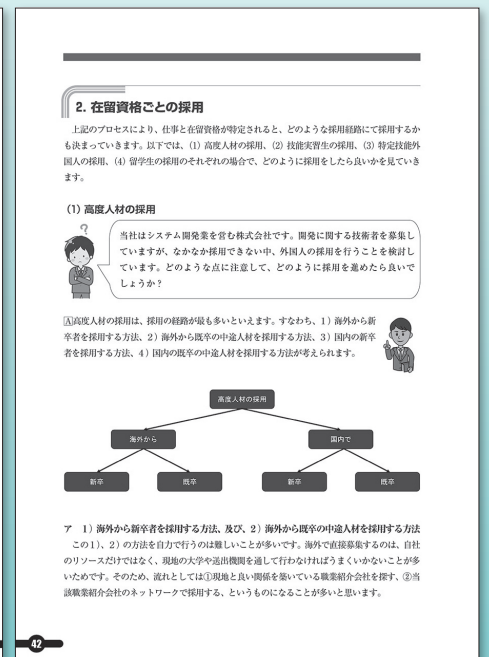 2. 在留資格ごとの採用
上記のプロセスにより、仕事と在留資格が特定されると、どのような採用経路にて採用するか
も決まっていきます。以下では、(1) 高度人材の採用、(2) 技能実習生の採用、(3) 特定技能外
国人の採用、(4) 留学生の採用のそれぞれの場合で、どのように採用をしたら良いかを見ていき
ます。
(1) 高度人材の採用
?
当社はシステム開発業を営む株式会社です。開発に関する技術者を募集し
ていますが、なかなか採用できない中、外国人の採用を行うことを検討し
ています。どのような点に注意して、どのように採用を進めたら良いで
しょうか?
A高度人材の採用は、採用の経路が最も多いといえます。すなわち、1) 海外から新
卒者を採用する方法、2) 海外から既卒の中途人材を採用する方法、3) 国内の新卒
者を採用する方法、4) 国内の既卒の中途人材を採用する方法が考えられます。
高度人材の採用
海外から 国内で
新卒 既卒 新卒 既卒
ア 1) 海外から新卒者を採用する方法、及び、2) 海外から既卒の中途人材を採用する方法
この1)、2) の方法を自力で行うのは難しいことが多いです。海外で直接募集するのは、自社
のリソースだけではなく、現地の大学や送出機関を通して行わなければうまくいかないことが多
いためです。そのため、流れとしては①現地と良い関係を築いている職業紹介会社を探す、②当
該職業紹介会社のネットワークで採用する、というものになることが多いと思います。
42